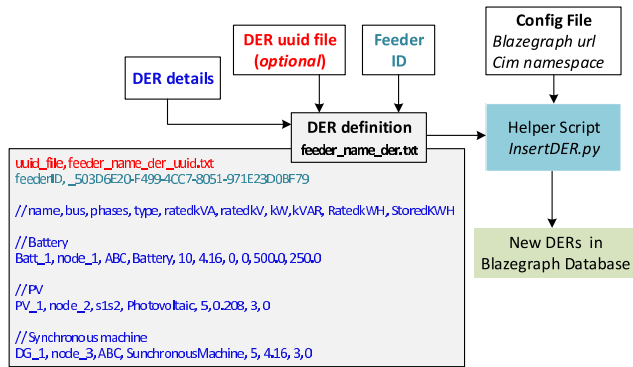 Config File
Blazegraph url
Cim namespace
DER uuid file
(optional)
Feeder
ID
DER details
DER definition
feeder_name_der.txt
Helper Script
InsertDER.py
New DERs in
Blazegraph Database
uuid_file, feeder_name_der_uuid.txt
feederID, _503D6E20-F499-4CC7-8051-971E23D0BF79
//name, bus, phases, type, ratedkVA, ratedkV, kW, kVAR, RatedkWH, StoredKWH
//Battery
Batt_1, node_1, ABC, Battery, 10, 4.16, 0, 0, 500.0, 250.0
//PV
PV_1, node_2, s1s2, Photovoltaic, 5, 0.208, 3, 0
//Synchronous machine
DG_1, node_3, ABC, SunchronousMachine, 5, 4.16, 3, 0